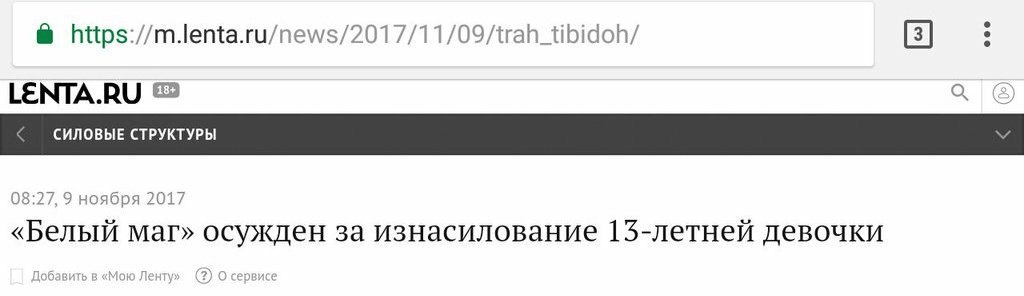 https://m.lenta.ru/news/2017/11/09/trah_tibidoh/ 3
LENTA.RU 18+
СИЛОВЫЕ СТРУКТУРЫ
08:27, 9 ноября 2017
«Белый маг» осужден за изнасилование 13-летней девочки
Добавить в «Мою Ленту» ? О сервисе